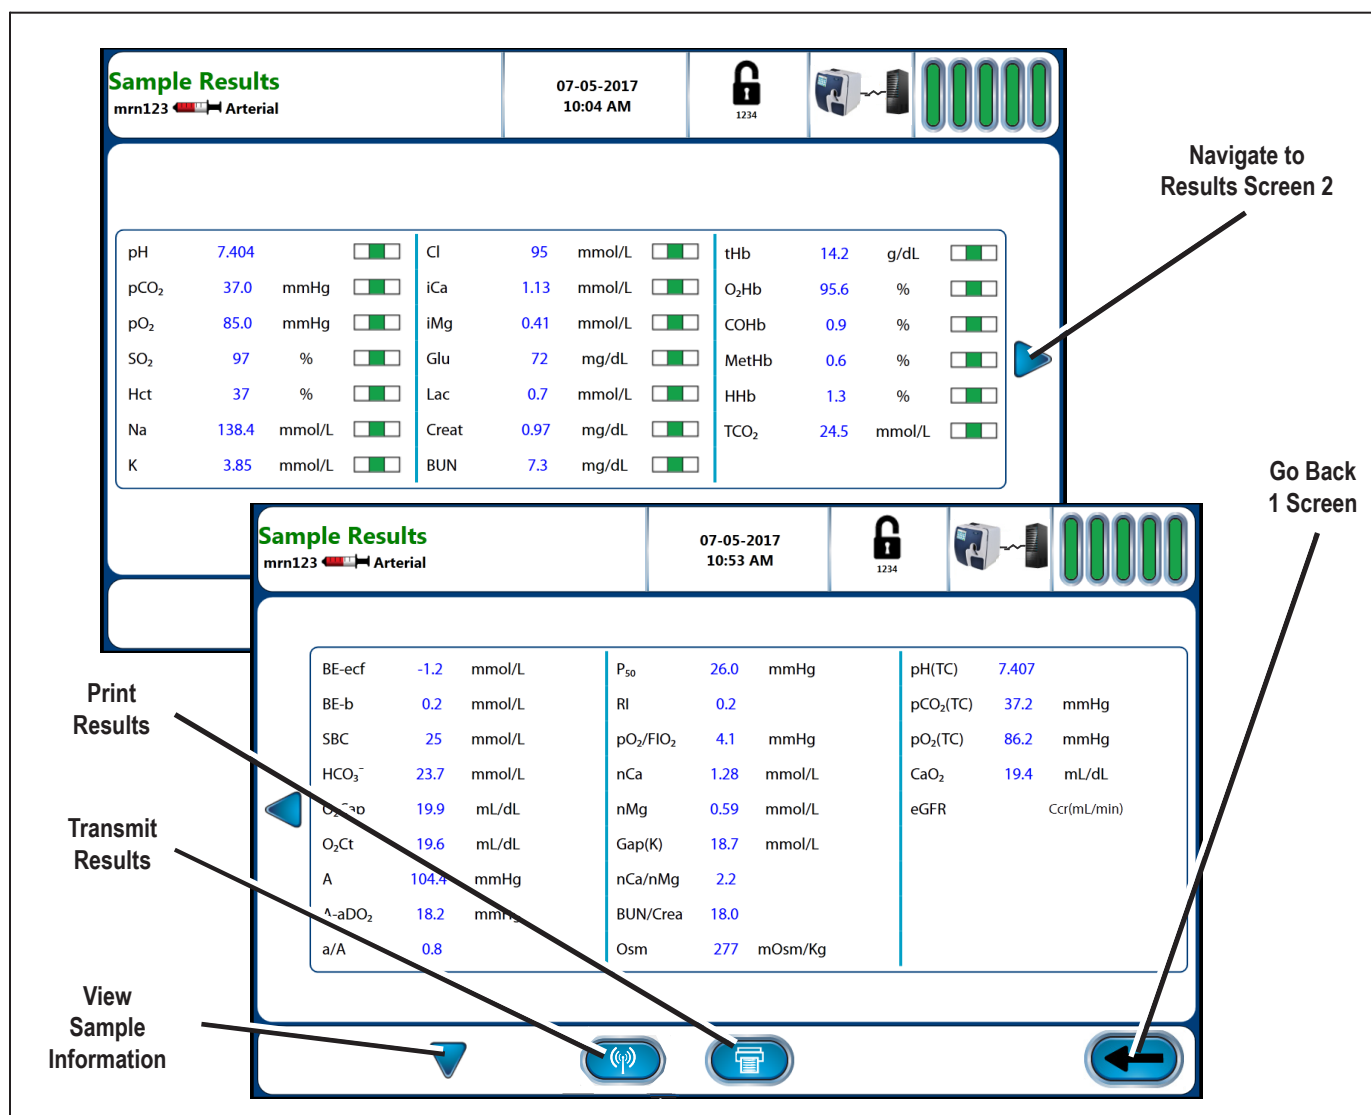 Sample Results
mrn123 Arterial
07-05-2017
10:04 AM
1234
Navigate to
Results Screen 2
pH 7.404
pCO₂ 37.0 mmHg
pO₂ 85.0 mmHg
SO₂ 97 %
Hct 37 %
Na 138.4 mmol/L
K 3.85 mmol/L
Cl 95 mmol/L
iCa 1.13 mmol/L
iMg 0.41 mmol/L
Glu 72 mg/dL
Lac 0.7 mmol/L
Creat 0.97 mg/dL
BUN 7.3 mg/dL
tHb 14.2 g/dL
O₂Hb 95.6 %
COHb 0.9 %
MetHb 0.6 %
HHb 1.3 %
TCO₂ 24.5 mmol/L
Go Back
1 Screen
Sample Results
mrn123 Arterial
07-05-2017
10:53 AM
1234
BE-ecf -1.2 mmol/L
BE-b 0.2 mmol/L
SBC 25 mmol/L
HCO₃⁻ 23.7 mmol/L
O₂Cap 19.9 mL/dL
O₂Ct 19.6 mL/dL
A 104.4 mmHg
A-aDO₂ 18.2 mmHg
a/A 0.8
P₅₀ 26.0 mmHg
RI 0.2
pO₂/FIO₂ 4.1 mmHg
nCa 1.28 mmol/L
nMg 0.59 mmol/L
Gap(K) 18.7 mmol/L
nCa/nMg 2.2
BUN/Crea 18.0
Osm 277 mOsm/Kg
pH(TC) 7.407
pCO₂(TC) 37.2 mmHg
pO₂(TC) 86.2 mmHg
CaO₂ 19.4 mL/dL
eGFR Ccr(mL/min)
Print
Results
Transmit
Results
View
Sample
Information